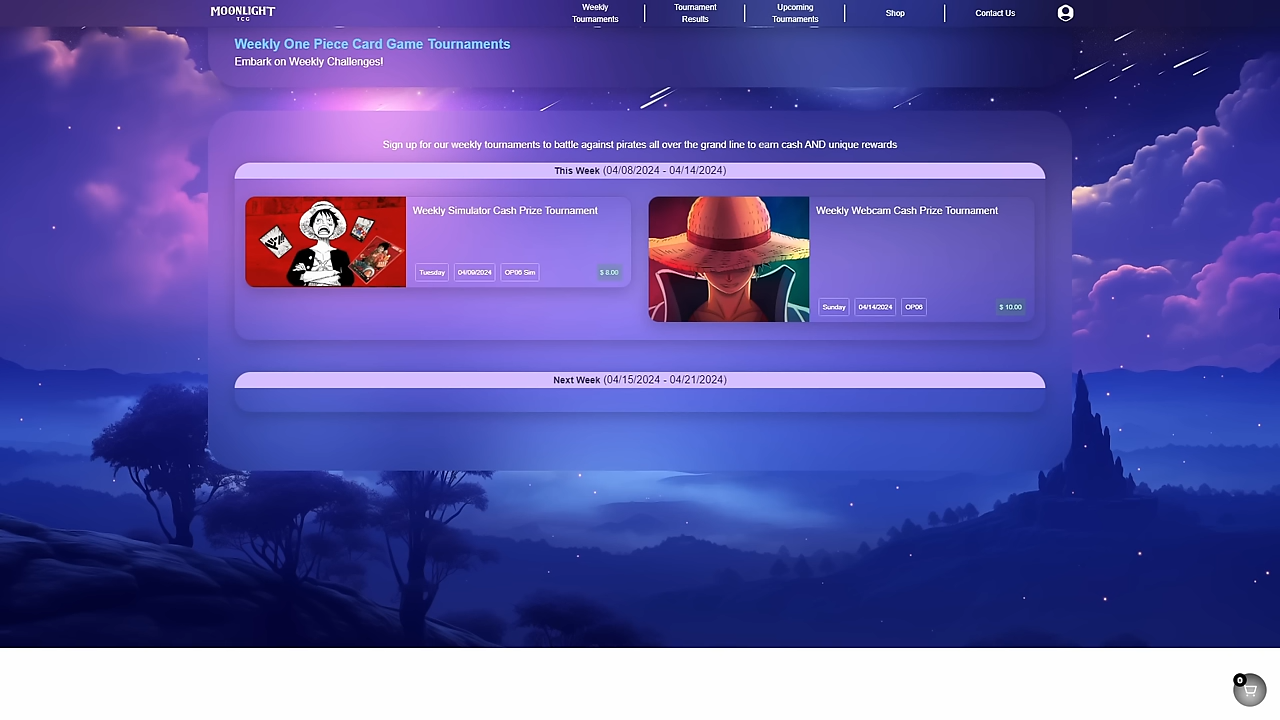 MOONLIGHT
TCG
Weekly
Tournaments
Tournament
Results
Upcoming
Tournaments
Shop
Contact Us
Weekly One Piece Card Game Tournaments
Embark on Weekly Challenges!
Sign up for our weekly tournaments to battle against pirates all over the grand line to earn cash AND unique rewards
This Week (04/08/2024 - 04/14/2024)
Weekly Simulator Cash Prize Tournament
Tuesday 04/09/2024 OP06 Sim $ 8.00
Weekly Webcam Cash Prize Tournament
Sunday 04/14/2024 OP06 $ 10.00
Next Week (04/15/2024 - 04/21/2024)
0